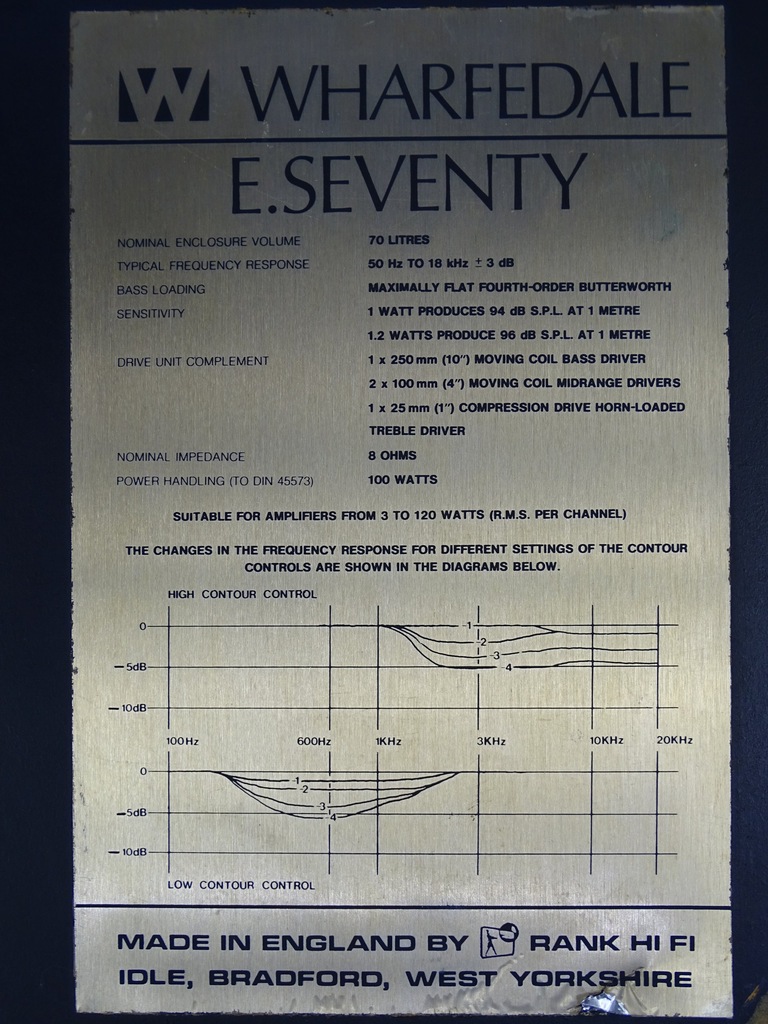 W WHARFEDALE
E.SEVENTY
NOMINAL ENCLOSURE VOLUME 70 LITRES
TYPICAL FREQUENCY RESPONSE 50 Hz TO 18 kHz ± 3 dB
BASS LOADING MAXIMALLY FLAT FOURTH-ORDER BUTTERWORTH
SENSITIVITY 1 WATT PRODUCES 94 dB S.P.L. AT 1 METRE
1.2 WATTS PRODUCE 96 dB S.P.L. AT 1 METRE
DRIVE UNIT COMPLEMENT 1 x 250 mm (10″) MOVING COIL BASS DRIVER
2 x 100 mm (4″) MOVING COIL MIDRANGE DRIVERS
1 x 25 mm (1″) COMPRESSION DRIVE HORN-LOADED
TREBLE DRIVER
NOMINAL IMPEDANCE 8 OHMS
POWER HANDLING (TO DIN 45573) 100 WATTS
SUITABLE FOR AMPLIFIERS FROM 3 TO 120 WATTS (R.M.S. PER CHANNEL)
THE CHANGES IN THE FREQUENCY RESPONSE FOR DIFFERENT SETTINGS OF THE CONTOUR
CONTROLS ARE SHOWN IN THE DIAGRAMS BELOW.
HIGH CONTOUR CONTROL
0
1
2
3
-5dB
4
-10dB
100Hz 600Hz 1KHz 3KHz 10KHz 20KHz
0
1
2
3
-5dB
4
-10dB
LOW CONTOUR CONTROL
MADE IN ENGLAND BY RANK HI FI
IDLE, BRADFORD, WEST YORKSHIRE